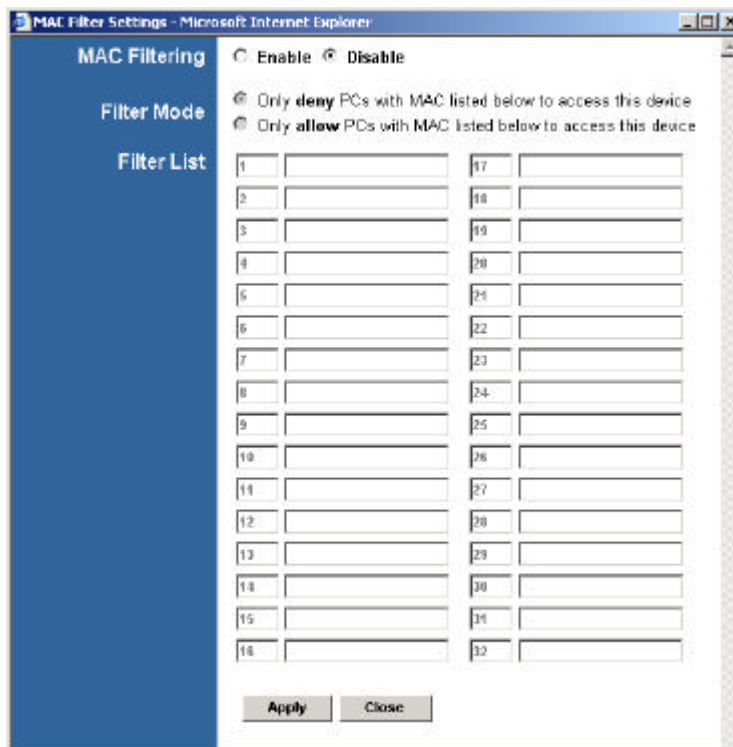 MAC Filter Settings - Microsoft Internet Explorer
MAC Filtering
Enable Disable
Filter Mode
Only deny PCs with MAC listed below to access this device
Only allow PCs with MAC listed below to access this device
Filter List
1 17
2 18
3 19
4 20
5 21
6 22
7 23
8 24
9 25
10 26
11 27
12 28
13 29
14 30
15 31
16 32
Apply Close